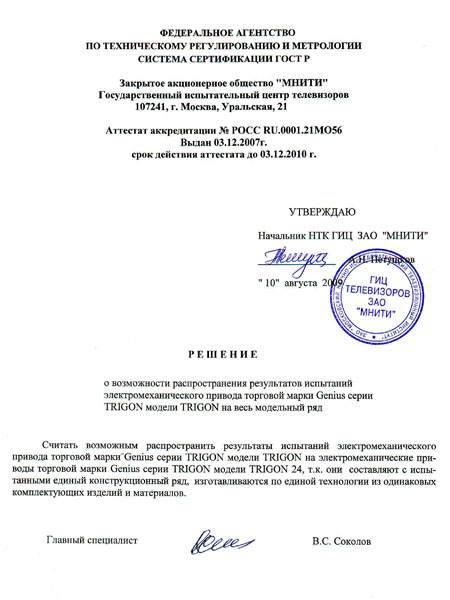 ФЕДЕРАЛЬНОЕ АГЕНТСТВО
ПО ТЕХНИЧЕСКОМУ РЕГУЛИРОВАНИЮ И МЕТРОЛОГИИ
СИСТЕМА СЕРТИФИКАЦИИ ГОСТ Р
Закрытое акционерное общество "МНИТИ"
Государственный испытательный центр телевизоров
107241, г. Москва, Уральская, 21
Аттестат аккредитации № РОСС RU.0001.21МО56
Выдан 03.12.2007г.
срок действия аттестата до 03.12.2010 г.
УТВЕРЖДАЮ
Начальник НТК ГИЦ ЗАО "МНИТИ"
А.Н. Петушков
" 10" августа 2009
ГИЦ
ТЕЛЕВИЗОРОВ
ЗАО
"МНИТИ"
Р Е Ш Е Н И Е
о возможности распространения результатов испытаний
электромеханического привода торговой марки Genius серии
TRIGON модели TRIGON на весь модельный ряд
Считать возможным распространить результаты испытаний электромеханического
привода торговой марки Genius серии TRIGON модели TRIGON на электромеханические при-
воды торговой марки Genius серии TRIGON модели TRIGON 24, т.к. они составляют с испы-
танными единый конструкционный ряд, изготавливаются по единой технологии из одинаковых
комплектующих изделий и материалов.
Главный специалист В.С. Соколов